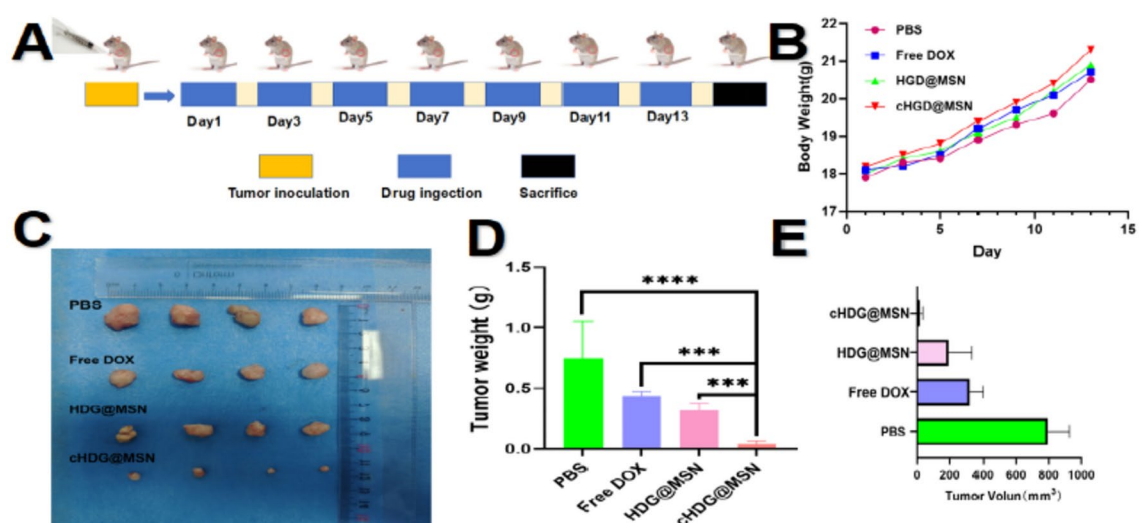 A
Day1 Day3 Day5 Day7 Day9 Day11 Day13
Tumor inoculation Drug ingestion Sacrifice
B
PBS
Free DOX
HGD@MSN
cHGD@MSN
Body Weight(g)
22
21
20
19
18
17
0 5 10 15
Day
C
PBS
Free DOX
HDG@MSN
cHDG@MSN
D
Tumor weight (g)
1.5
1.0
0.5
0.0
****
***
***
PBS
Free DOX
HDG@MSN
cHDG@MSN
E
cHDG@MSN
HDG@MSN
Free DOX
PBS
0 200 400 600 800 1000
Tumor Volun(mm³)